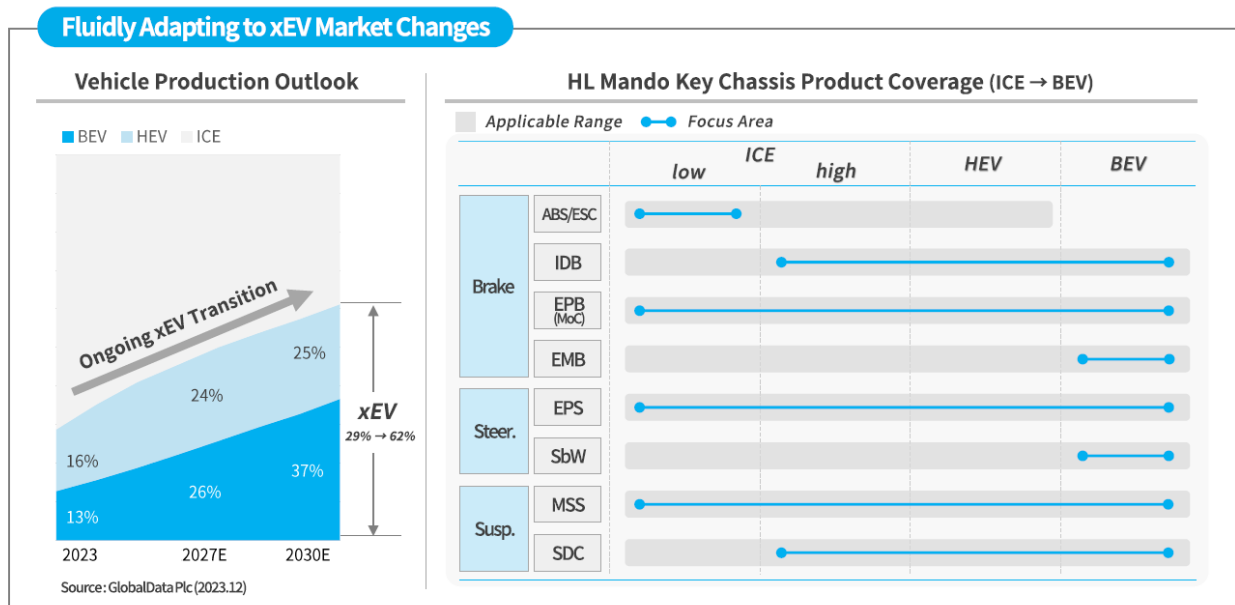 Fluidly Adapting to xEV Market Changes
Vehicle Production Outlook
BEV HEV ICE
Ongoing xEV Transition
25%
24%
16%
37%
26%
13%
xEV
29% → 62%
2023 2027E 2030E
Source : GlobalData Plc (2023.12)
HL Mando Key Chassis Product Coverage (ICE → BEV)
Applicable Range Focus Area
ICE HEV BEV
low high
Brake
ABS/ESC
IDB
EPB
(MoC)
EMB
Steer.
EPS
SbW
Susp.
MSS
SDC